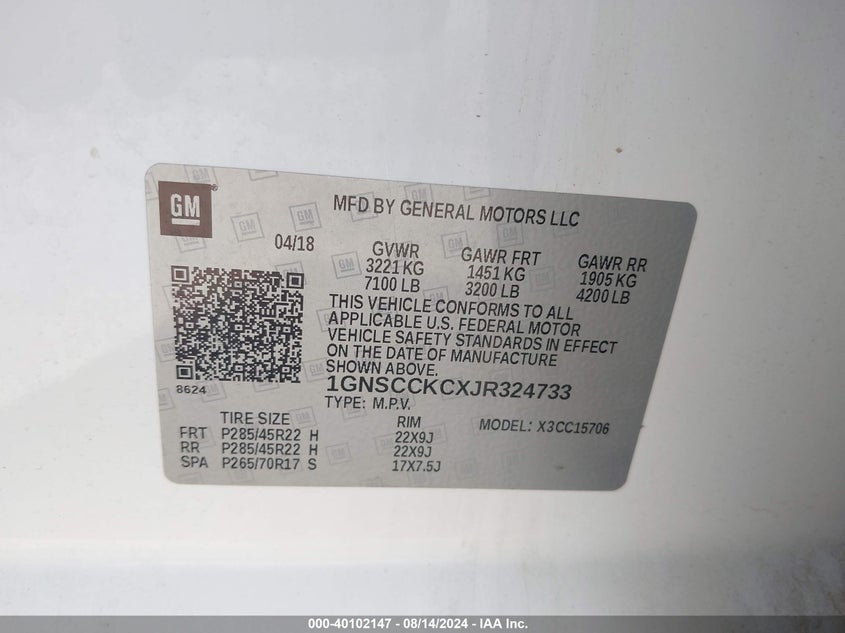 GM
MFD BY GENERAL MOTORS LLC
04/18
GVWR GAWR FRT GAWR RR
3221 KG 1451 KG 1905 KG
7100 LB 3200 LB 4200 LB
THIS VEHICLE CONFORMS TO ALL
APPLICABLE U.S. FEDERAL MOTOR
VEHICLE SAFETY STANDARDS IN EFFECT
ON THE DATE OF MANUFACTURE
SHOWN ABOVE.
8624
1GNSCCKCXJR324733
TYPE: M.P.V.
MODEL: X3CC15706
TIRE SIZE RIM
FRT P285/45R22 H 22X9J
RR P285/45R22 H 22X9J
SPA P265/70R17 S 17X7.5J
000-40102147 - 08/14/2024 - IAA Inc.